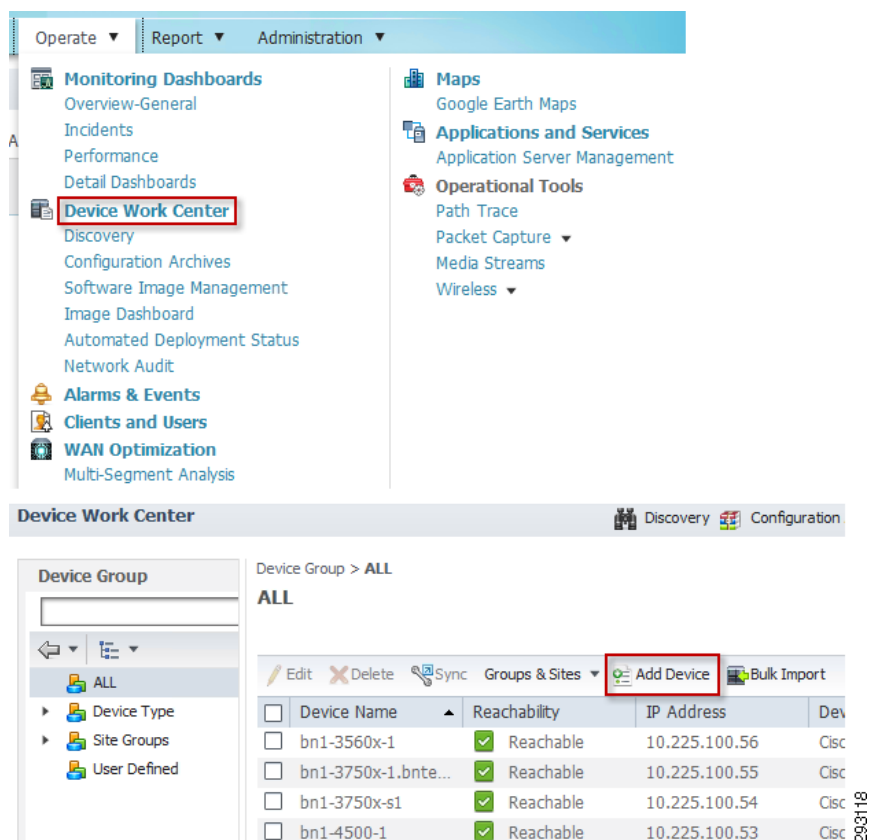 Operate ▼ Report ▼ Administration ▼
Monitoring Dashboards
Overview-General
Incidents
A
Performance
Detail Dashboards
Device Work Center
Discovery
Configuration Archives
Software Image Management
Image Dashboard
Automated Deployment Status
Network Audit
Alarms & Events
Clients and Users
WAN Optimization
Multi-Segment Analysis
Maps
Google Earth Maps
Applications and Services
Application Server Management
Operational Tools
Path Trace
Packet Capture ▼
Media Streams
Wireless ▼
Device Work Center
Discovery Configuration
Device Group
ALL
Device Type
Site Groups
User Defined
Device Group > ALL
ALL
Edit Delete Sync Groups & Sites ▼ Add Device Bulk Import
Device Name ▲ Reachability IP Address Dev
bn1-3560x-1 Reachable 10.225.100.56 Cisc
bn1-3750x-1.bnte... Reachable 10.225.100.55 Cisc
bn1-3750x-s1 Reachable 10.225.100.54 Cisc
bn1-4500-1 Reachable 10.225.100.53 Cisc
293118